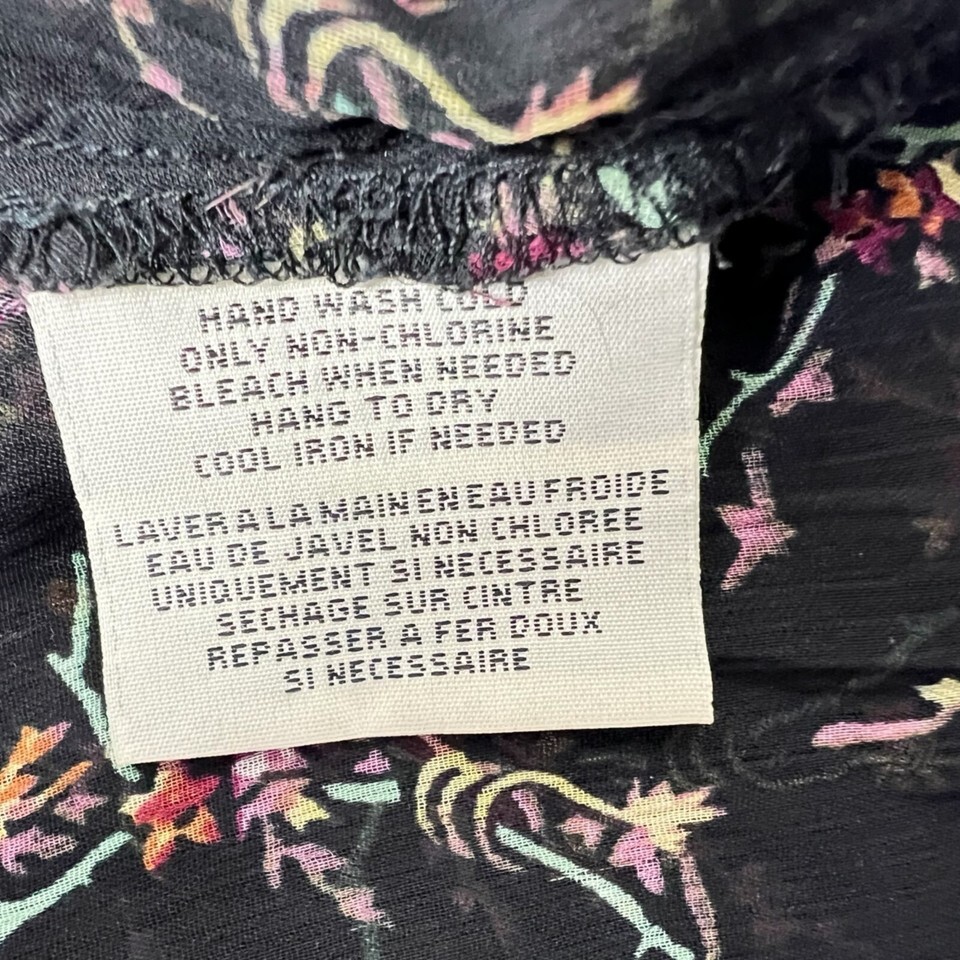 HAND WASH COLD
ONLY NON-CHLORINE
BLEACH WHEN NEEDED
HANG TO DRY
COOL IRON IF NEEDED
LAVER A LA MAIN EN EAU FROIDE
EAU DE JAVEL NON CHLOREE
UNIQUEMENT SI NECESSAIRE
SECHAGE SUR CINTRE
REPASSER A FER DOUX
SI NECESSAIRE